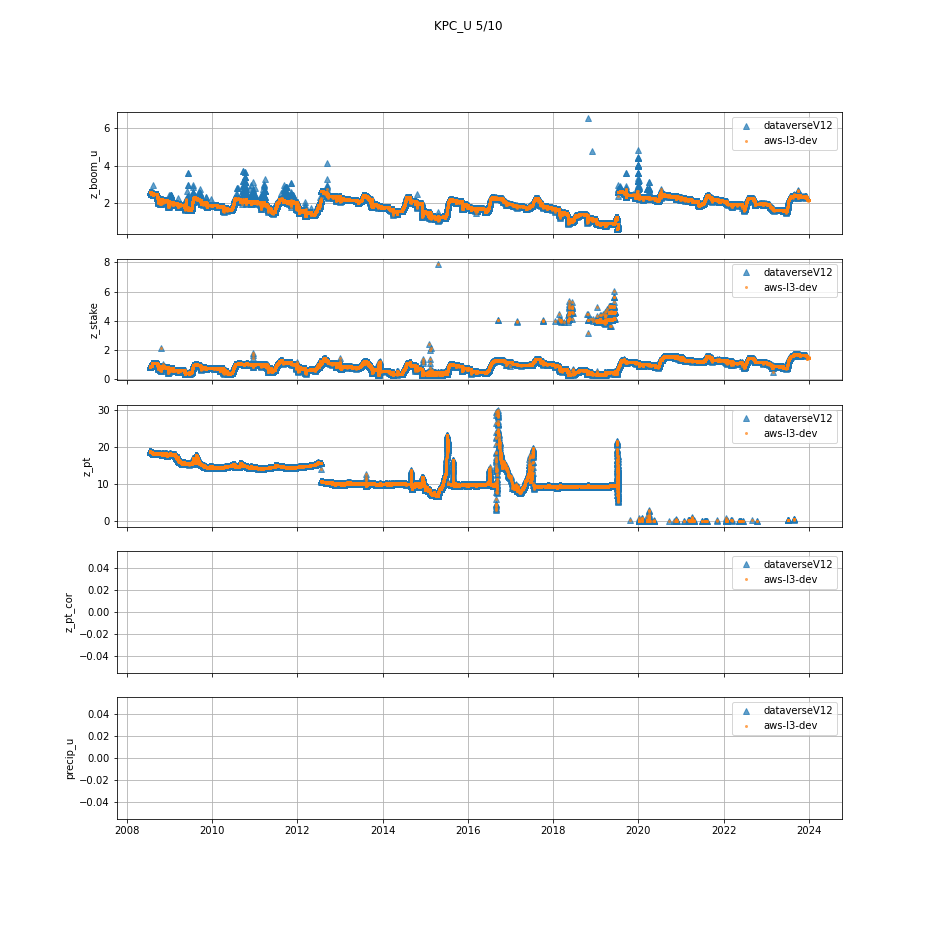 KPC_U 5/10
z_boom_u
6
4
2
dataverseV12
aws-l3-dev
z_stake
8
6
4
2
0
dataverseV12
aws-l3-dev
z_pt
30
20
10
0
dataverseV12
aws-l3-dev
z_pt_cor
0.04
0.02
0.00
−0.02
−0.04
dataverseV12
aws-l3-dev
precip_u
0.04
0.02
0.00
−0.02
−0.04
dataverseV12
aws-l3-dev
2008 2010 2012 2014 2016 2018 2020 2022 2024